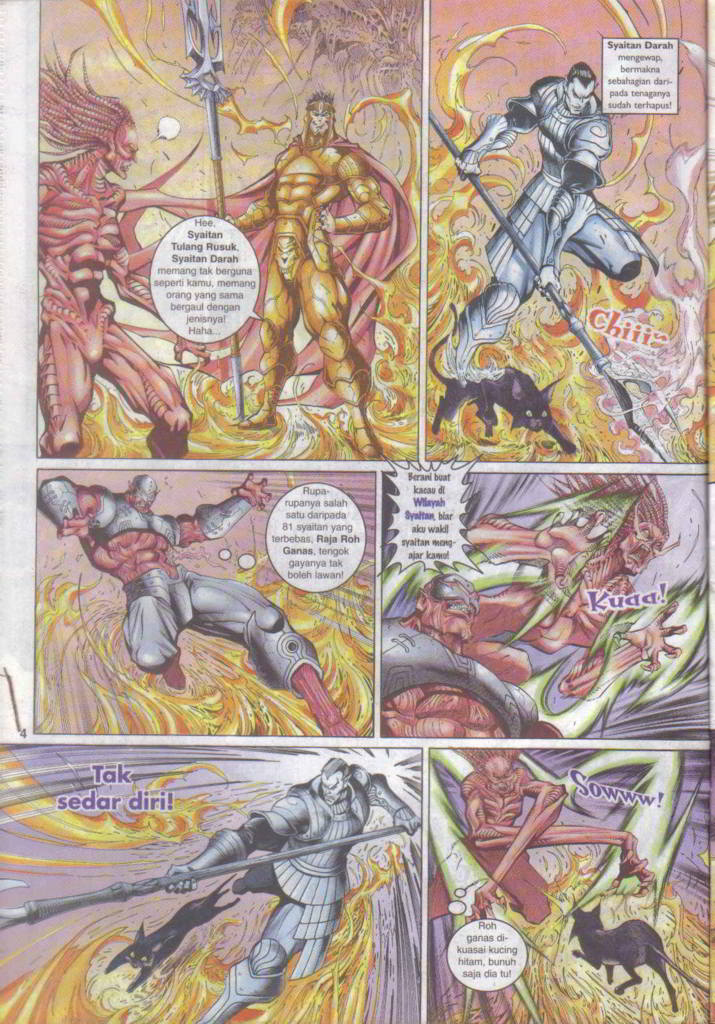 Hee,
Syaitan
Tulang Rusuk,
Syaitan Darah
memang tak berguna
seperti kamu, memang
orang yang sama
bergaul dengan
jenisnya!
Haha...
Syaitan Darah
mengewap,
bermakna
sebahagian dari-
pada tenaganya
sudah terhapus!
Chiii~
Rupa-
rupanya salah
satu daripada
81 syaitan yang
terbebas, Raja Roh
Ganas, tengok
gayanya tak
boleh lawan!
Berani buat
kacau di
Wilayah
Syaitan, biar
aku wakil
syaitan meng-
ajar kamu!
Kuaa!
4
Tak
sedar diri!
Sowww!
Roh
ganas di-
kuasai kucing
hitam, bunuh
saja dia tu!